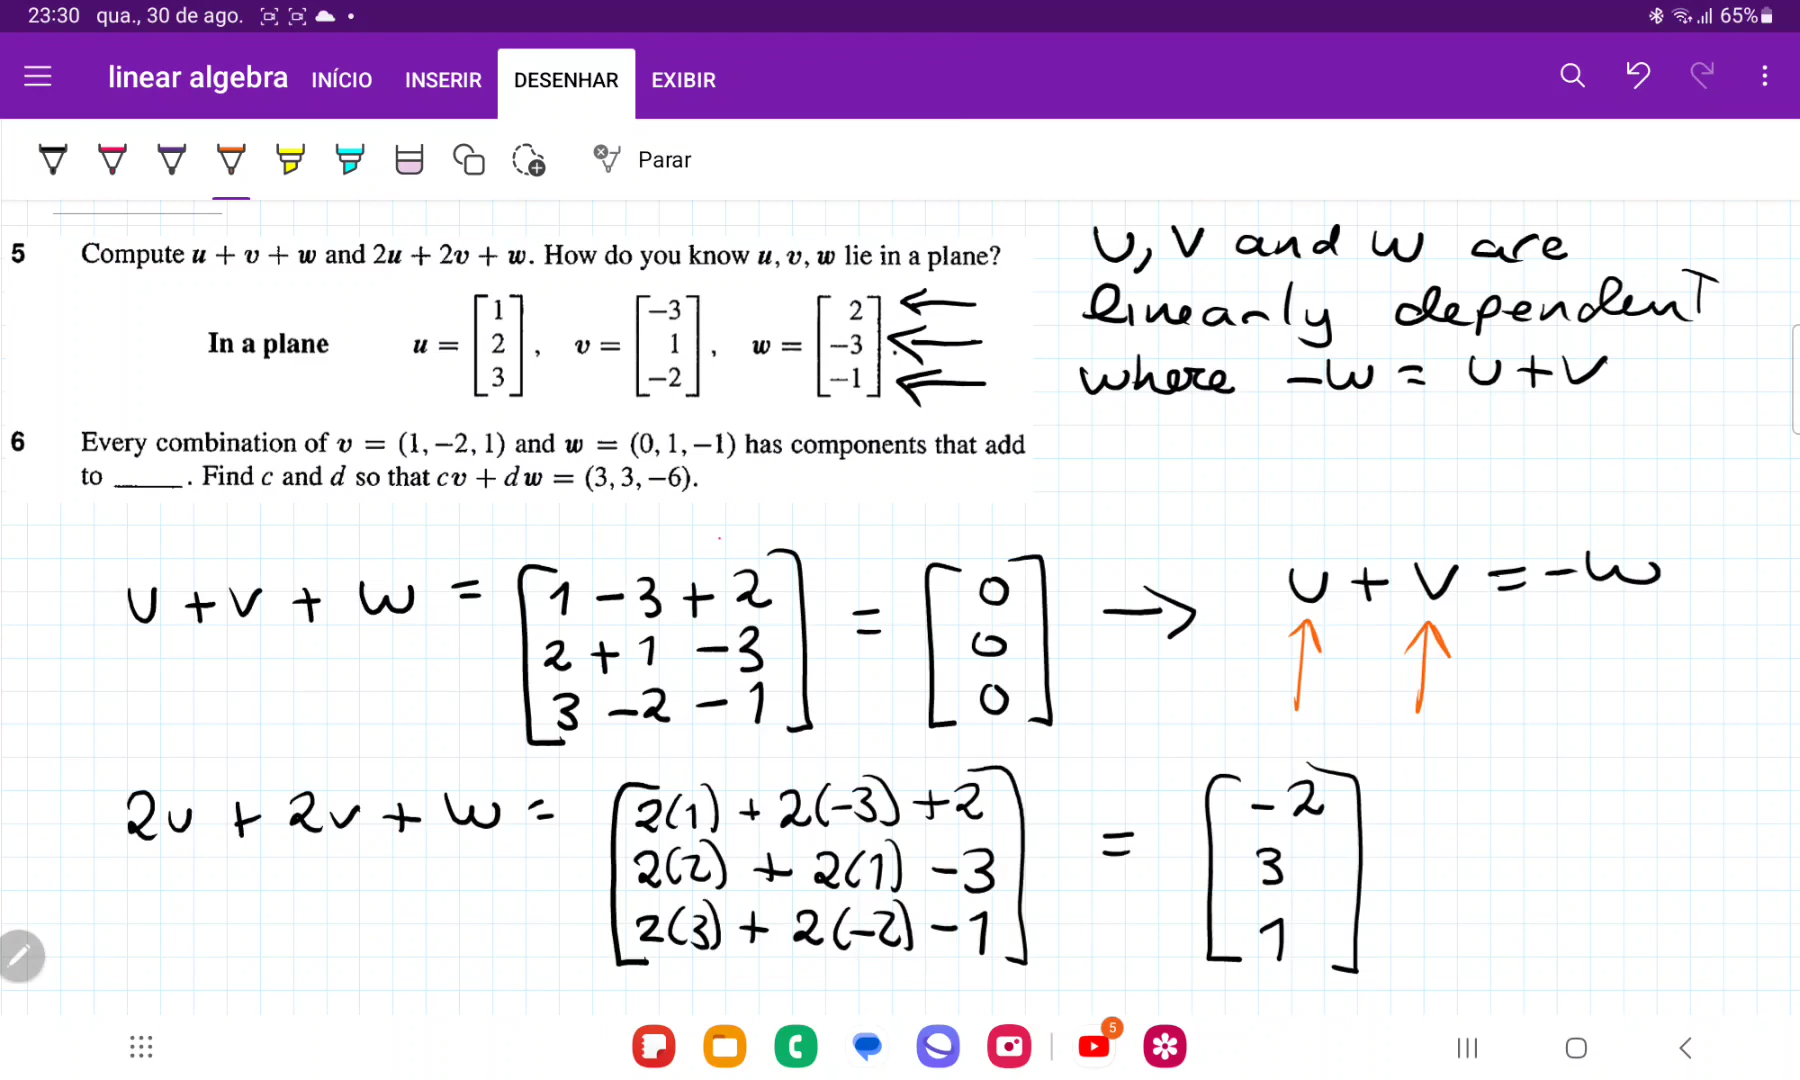 23:30 qua., 30 de ago. 65%
linear algebra INÍCIO INSERIR DESENHAR EXIBIR
Parar
5 Compute u + v + w and 2u + 2v + w. How do you know u, v, w lie in a plane?
In a plane u = [1 2 3], v = [-3 1 -2], w = [2 -3 -1].
6 Every combination of v = (1, -2, 1) and w = (0, 1, -1) has components that add
to ____. Find c and d so that cv + dw = (3, 3, -6).
U, V and W are
linearly dependent
where -W = U + V
U + V + W = [1 - 3 + 2
2 + 1 - 3
3 - 2 - 1] = [0
0
0] → U + V = -W
2U + 2V + W = [2(1) + 2(-3) + 2
2(2) + 2(1) - 3
2(3) + 2(-2) - 1] = [-2
3
1]
5